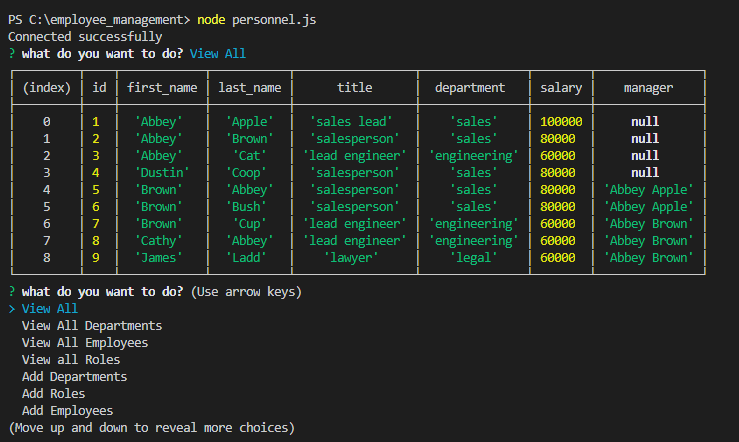 PS C:\employee_management> node personnel.js
Connected successfully
? what do you want to do? View All
(index) id first_name last_name title department salary manager
0 1 'Abbey' 'Apple' 'sales lead' 'sales' 100000 null
1 2 'Abbey' 'Brown' 'salesperson' 'sales' 80000 null
2 3 'Abbey' 'Cat' 'lead engineer' 'engineering' 60000 null
3 4 'Dustin' 'Coop' 'salesperson' 'sales' 80000 null
4 5 'Brown' 'Abbey' 'salesperson' 'sales' 80000 'Abbey Apple'
5 6 'Brown' 'Bush' 'salesperson' 'sales' 80000 'Abbey Apple'
6 7 'Brown' 'Cup' 'lead engineer' 'engineering' 60000 'Abbey Brown'
7 8 'Cathy' 'Abbey' 'lead engineer' 'engineering' 60000 'Abbey Brown'
8 9 'James' 'Ladd' 'lawyer' 'legal' 60000 'Abbey Brown'
? what do you want to do? (Use arrow keys)
> View All
View All Departments
View All Employees
View all Roles
Add Departments
Add Roles
Add Employees
(Move up and down to reveal more choices)